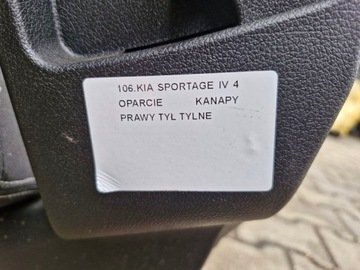 106.KIA SPORTAGE IV 4
OPARCIE KANAPY
PRAWY TYL TYLNE